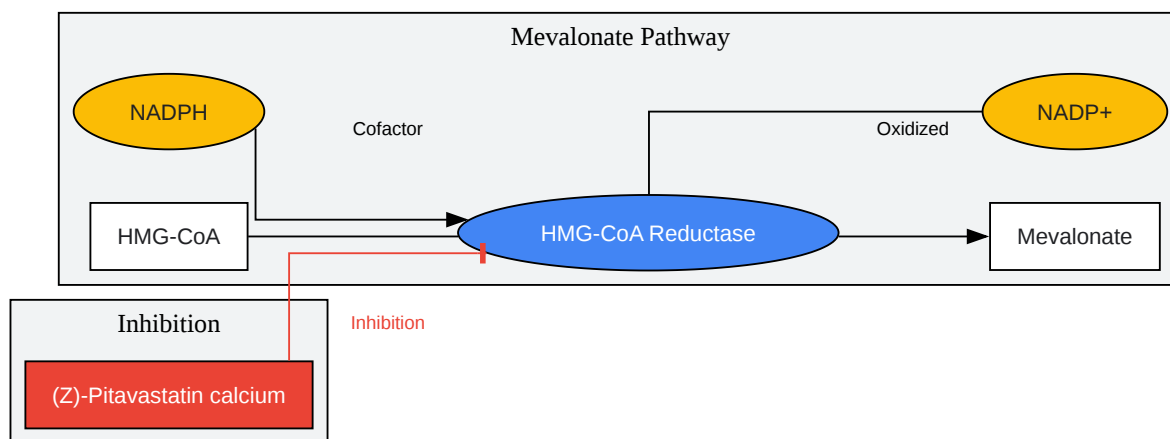 Mevalonate Pathway
NADPH
Cofactor
Oxidized
NADP+
HMG-CoA
HMG-CoA Reductase
Mevalonate
Inhibition
Inhibition
(Z)-Pitavastatin calcium